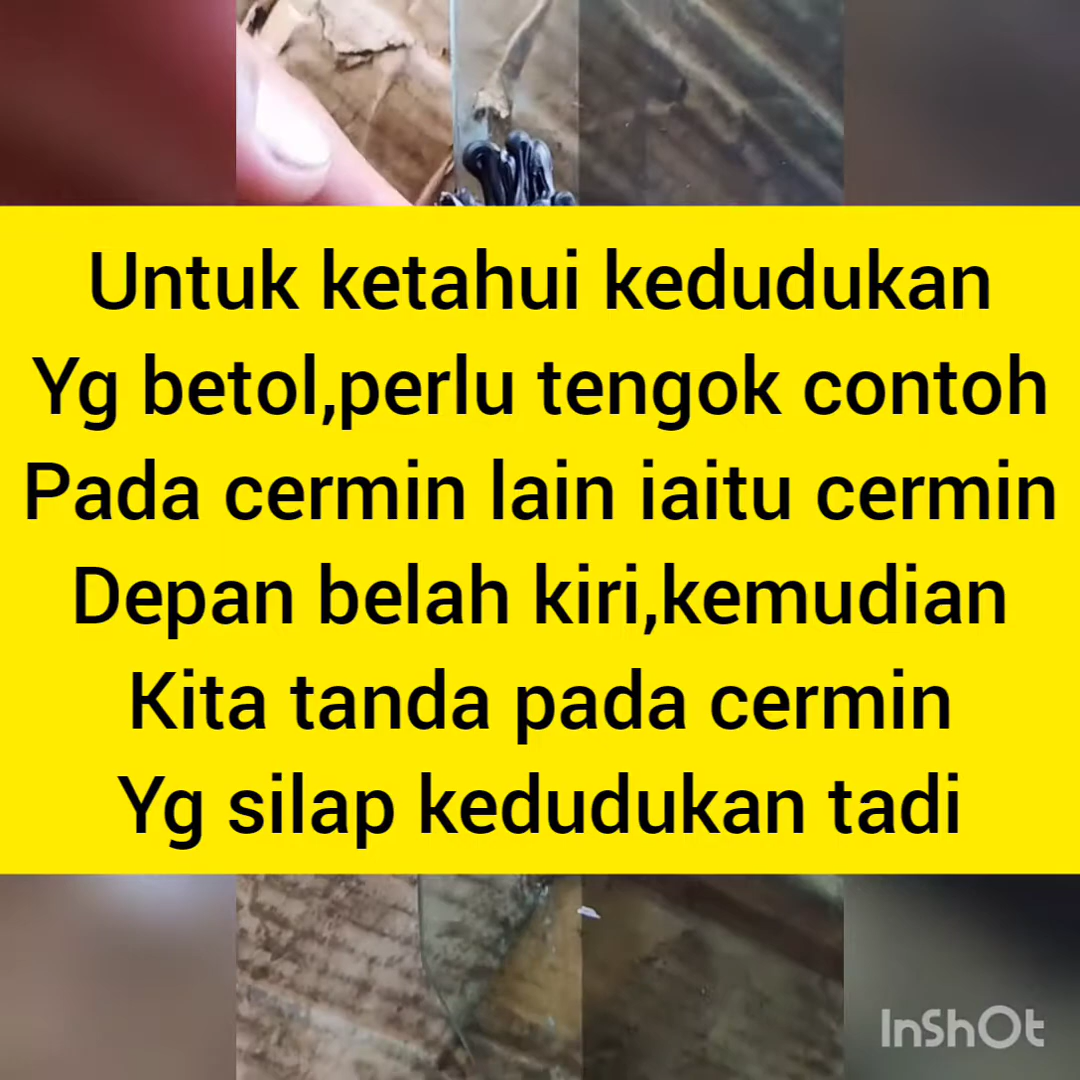 Untuk ketahui kedudukan
Yg betol,perlu tengok contoh
Pada cermin lain iaitu cermin
Depan belah kiri,kemudian
Kita tanda pada cermin
Yg silap kedudukan tadi
InShOt